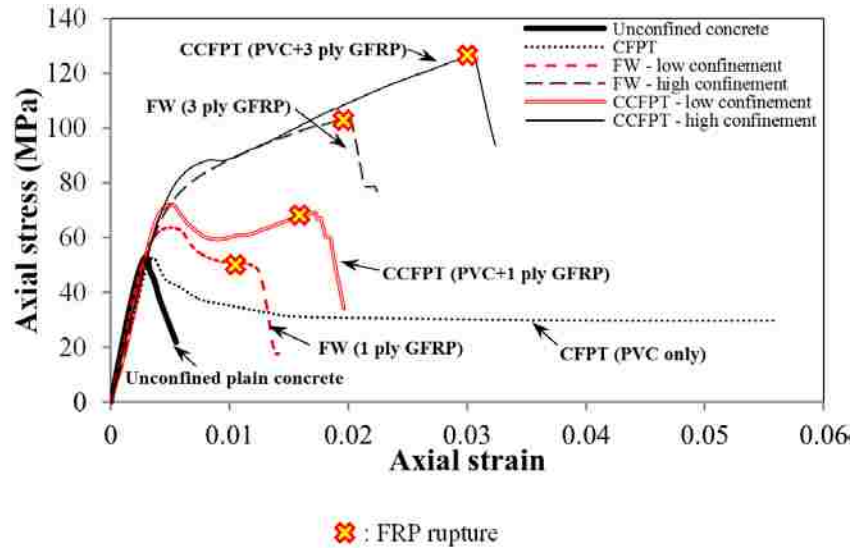 140
120
100
80
60
40
20
0
Axial stress (MPa)
CCFPT (PVC+3 ply GFRP)
FW (3 ply GFRP)
Unconfined concrete
CFPT
FW - low confinement
FW - high confinement
CCFPT - low confinement
CCFPT - high confinement
CCFPT (PVC+1 ply GFRP)
FW (1 ply GFRP)
CFPT (PVC only)
Unconfined plain concrete
0 0.01 0.02 0.03 0.04 0.05 0.06
Axial strain
: FRP rupture